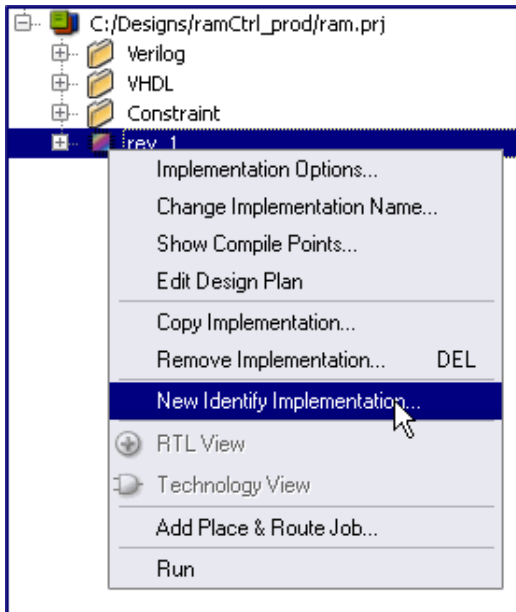 C:/Designs/ramCtrl_prod/ram.prj
Verilog
VHDL
Constraint
rev_1
Implementation Options...
Change Implementation Name...
Show Compile Points...
Edit Design Plan
Copy Implementation...
Remove Implementation... DEL
New Identify Implementation...
RTL View
Technology View
Add Place & Route Job...
Run